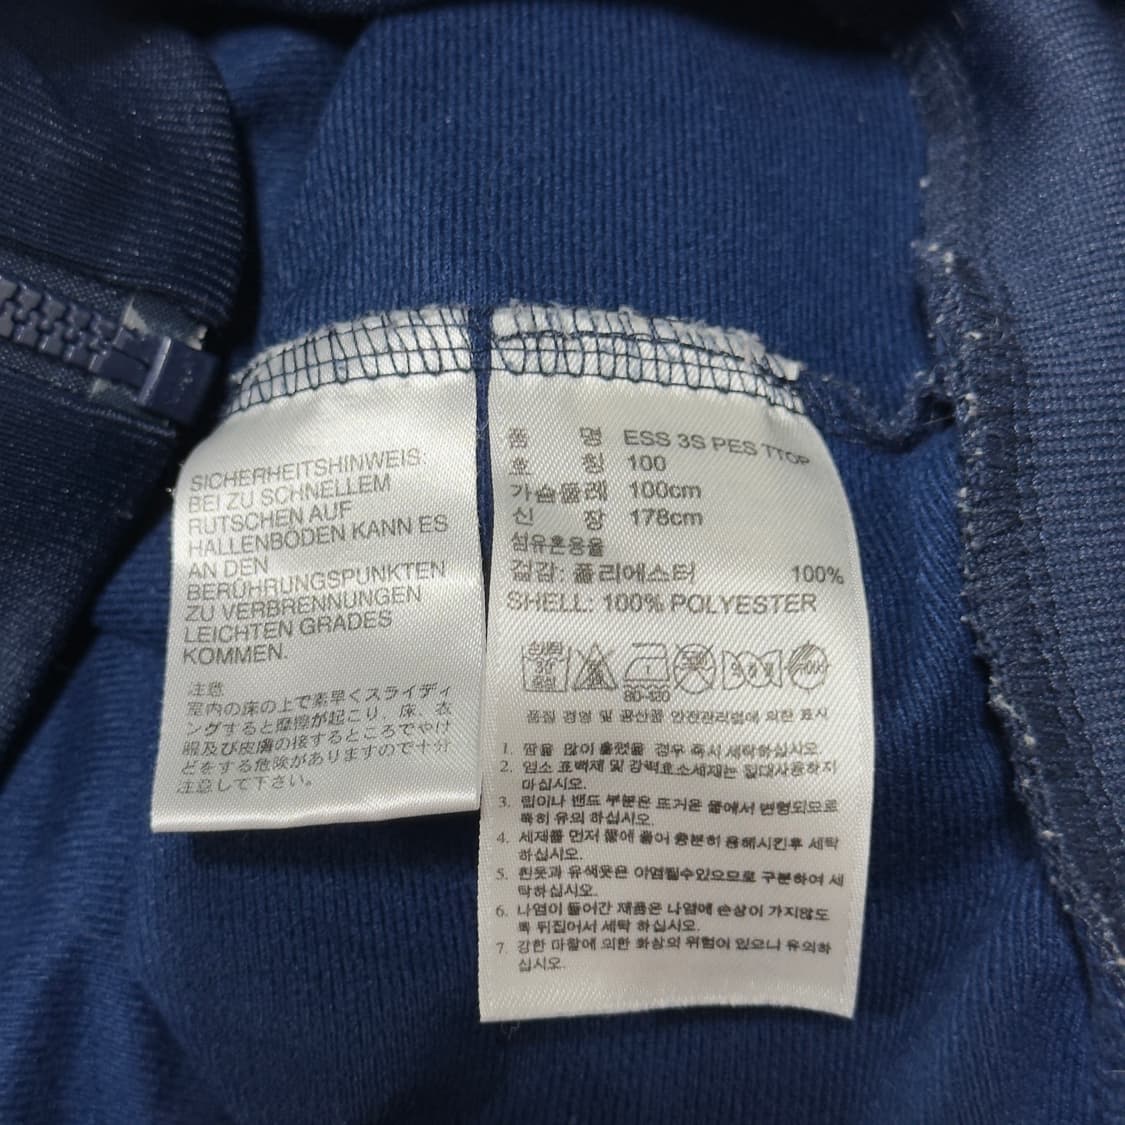 SICHERHEITSHINWEIS:
BEI ZU SCHNELLEM
RUTSCHEN AUF
HALLENBÖDEN KANN ES
AN DEN
BERÜHRUNGSPUNKTEN
ZU VERBRENNUNGEN
LEICHTEN GRADES
KOMMEN.
注意
室内の床の上で素早くスライディ
ングすると摩擦が起こり、床、衣
服及び皮膚の接するところでやけ
どをする危険がありますので十分
注意して下さい。
품 명 ESS 3S PES TTOP
호 칭 100
가슴둘레 100cm
신 장 178cm
섬유혼용율
겉감: 폴리에스터 100%
SHELL: 100% POLYESTER
80-120
품질 경영 및 공산품 안전관리법에 의한 표시
1. 땀을 많이 흘렸을 경우 즉시 세탁하십시오.
2. 염소 표백제 및 강력효소세제는 절대사용하지
마십시오.
3. 립이나 밴드 부분은 뜨거운 물에서 변형되므로
특히 유의 하십시오.
4. 세제를 먼저 물에 풀어 충분히 용해시킨후 세탁
하십시오.
5. 흰옷과 유색옷은 이염될수있으므로 구분하여 세
탁하십시오.
6. 나염이 들어간 제품은 나염에 손상이 가지않도
록 뒤집어서 세탁 하십시오.
7. 강한 마찰에 의한 화상의 위험이 있으니 유의하
십시오.